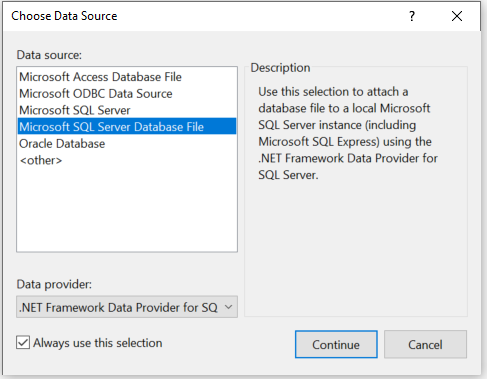 Choose Data Source
?
Data source:
Microsoft Access Database File
Microsoft ODBC Data Source
Microsoft SQL Server
Microsoft SQL Server Database File
Oracle Database
<other>
Description
Use this selection to attach a
database file to a local Microsoft
SQL Server instance (including
Microsoft SQL Express) using the
.NET Framework Data Provider for
SQL Server.
Data provider:
.NET Framework Data Provider for SQ
Always use this selection
Continue
Cancel